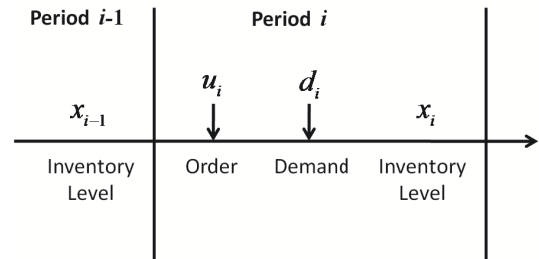 Period i-1
Period i
u_i
d_i
x_{i-1}
x_i
Inventory Level
Order
Demand
Inventory Level